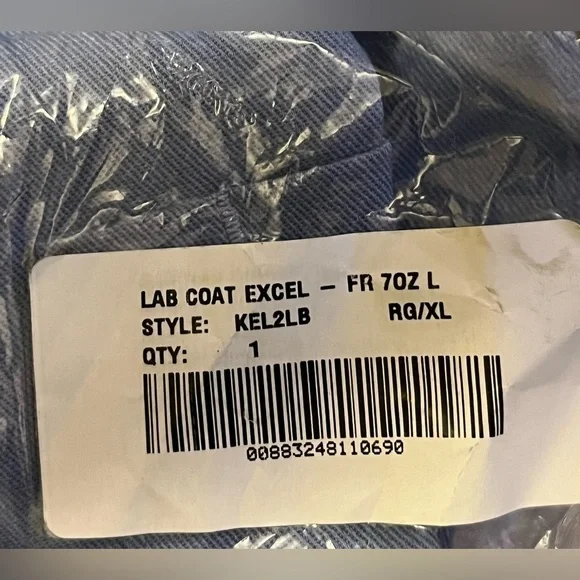 LAB COAT EXCEL - FR 7OZ L
STYLE: KEL2LB RG/XL
QTY: 1
00883248110690